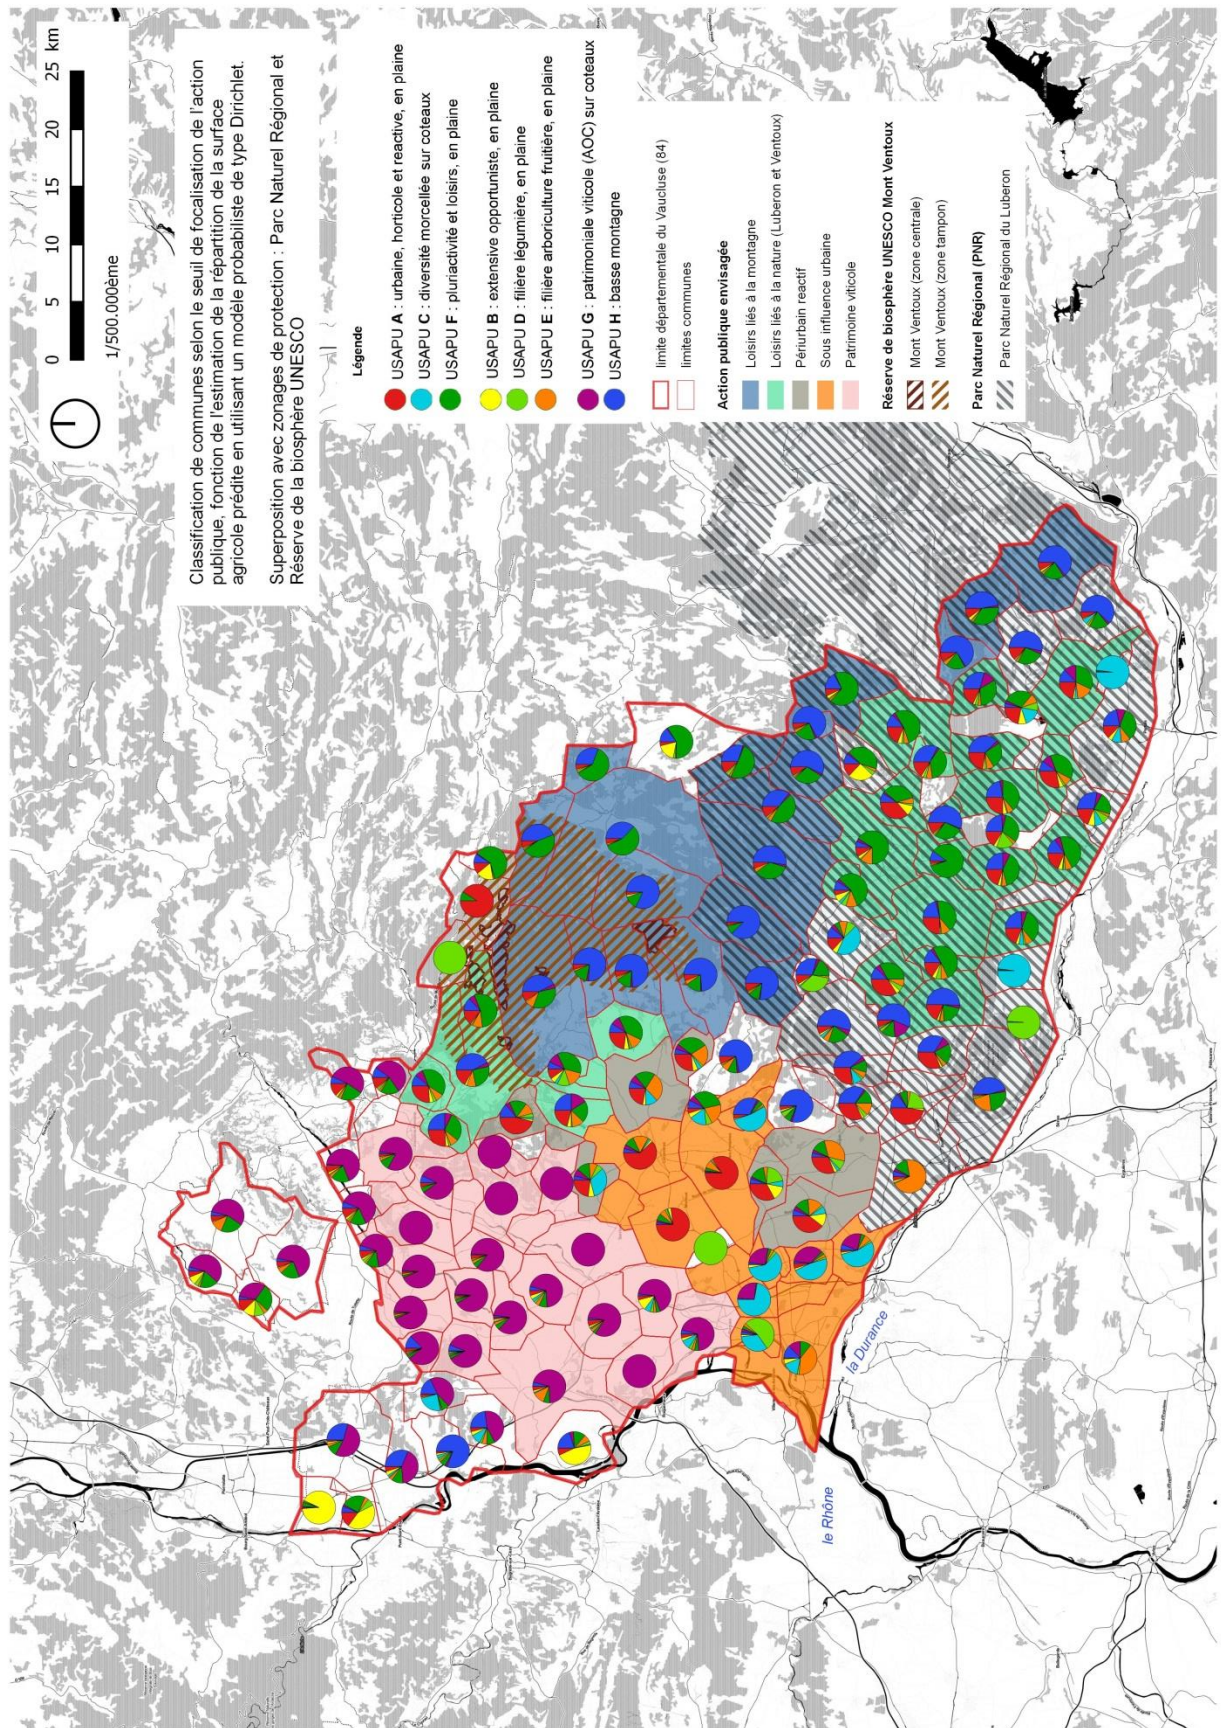 0 5 10 15 20 25 km
1/500.000ème
Classification de communes selon le seuil de focalisation de l'action
publique, fonction de l'estimation de la répartition de la surface
agricole prédite en utilisant un modèle probabiliste de type Dirichlet.
Superposition avec zonages de protection : Parc Naturel Régional et
Réserve de la biosphère UNESCO
Légende
USAPU A : urbaine, horticole et reactive, en plaine
USAPU C : diversité morcellée sur coteaux
USAPU F : pluriactivité et loisirs, en plaine
USAPU B : extensive opportuniste, en plaine
USAPU D : filière légumière, en plaine
USAPU E : filière arboriculture fruitière, en plaine
USAPU G : patrimoniale viticole (AOC) sur coteaux
USAPU H : basse montagne
limite départementale du Vaucluse (84)
limites communes
Action publique envisagée
Loisirs liés à la montagne
Loisirs liés à la nature (Luberon et Ventoux)
Périurbain reactif
Sous influence urbaine
Patrimoine viticole
Réserve de biosphère UNESCO Mont Ventoux
Mont Ventoux (zone centrale)
Mont Ventoux (zone tampon)
Parc Naturel Régional (PNR)
Parc Naturel Régional du Luberon
le Rhône
la Durance